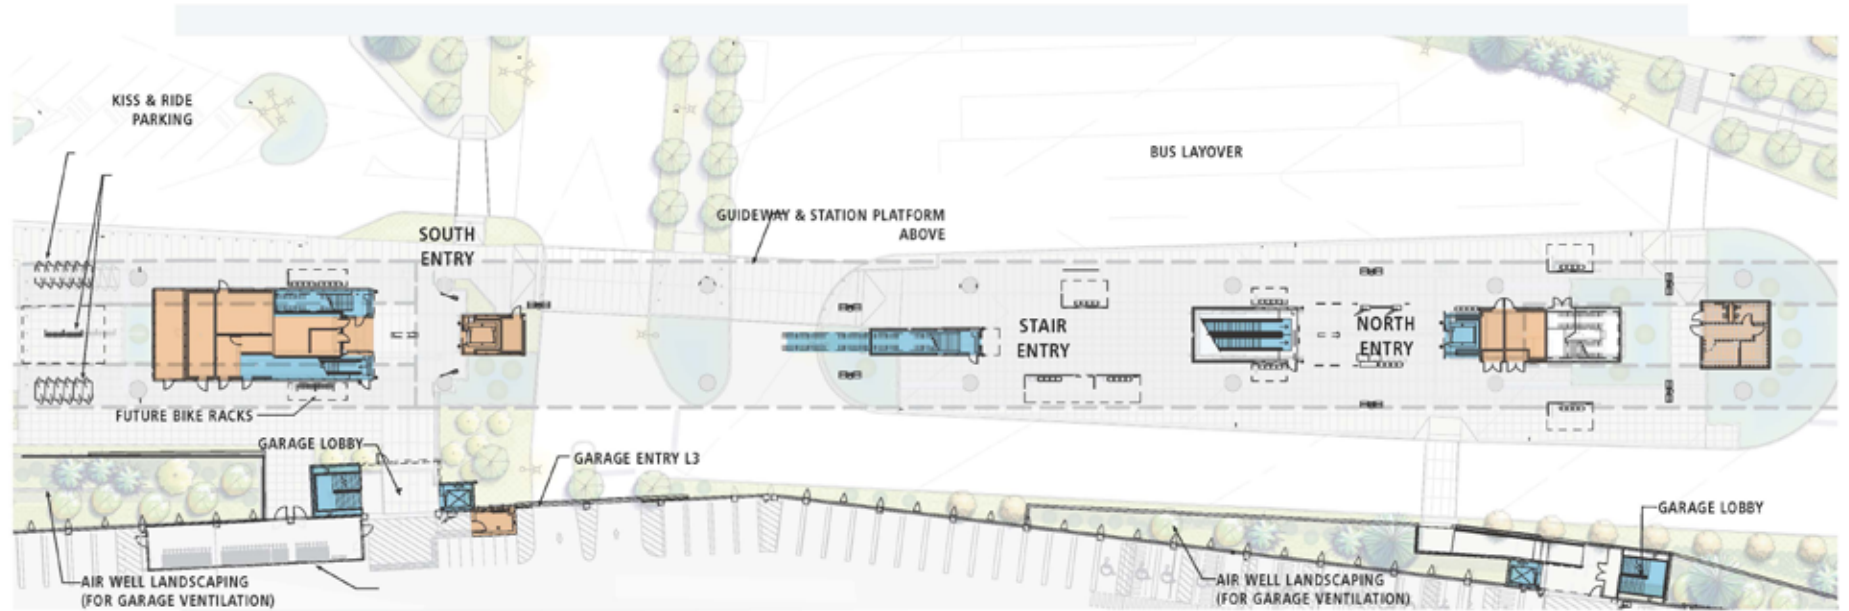 KISS & RIDE
PARKING
BUS LAYOVER
GUIDEWAY & STATION PLATFORM
ABOVE
SOUTH
ENTRY
STAIR
ENTRY
NORTH
ENTRY
FUTURE BIKE RACKS
GARAGE LOBBY
GARAGE ENTRY L3
GARAGE LOBBY
AIR WELL LANDSCAPING
(FOR GARAGE VENTILATION)
AIR WELL LANDSCAPING
(FOR GARAGE VENTILATION)